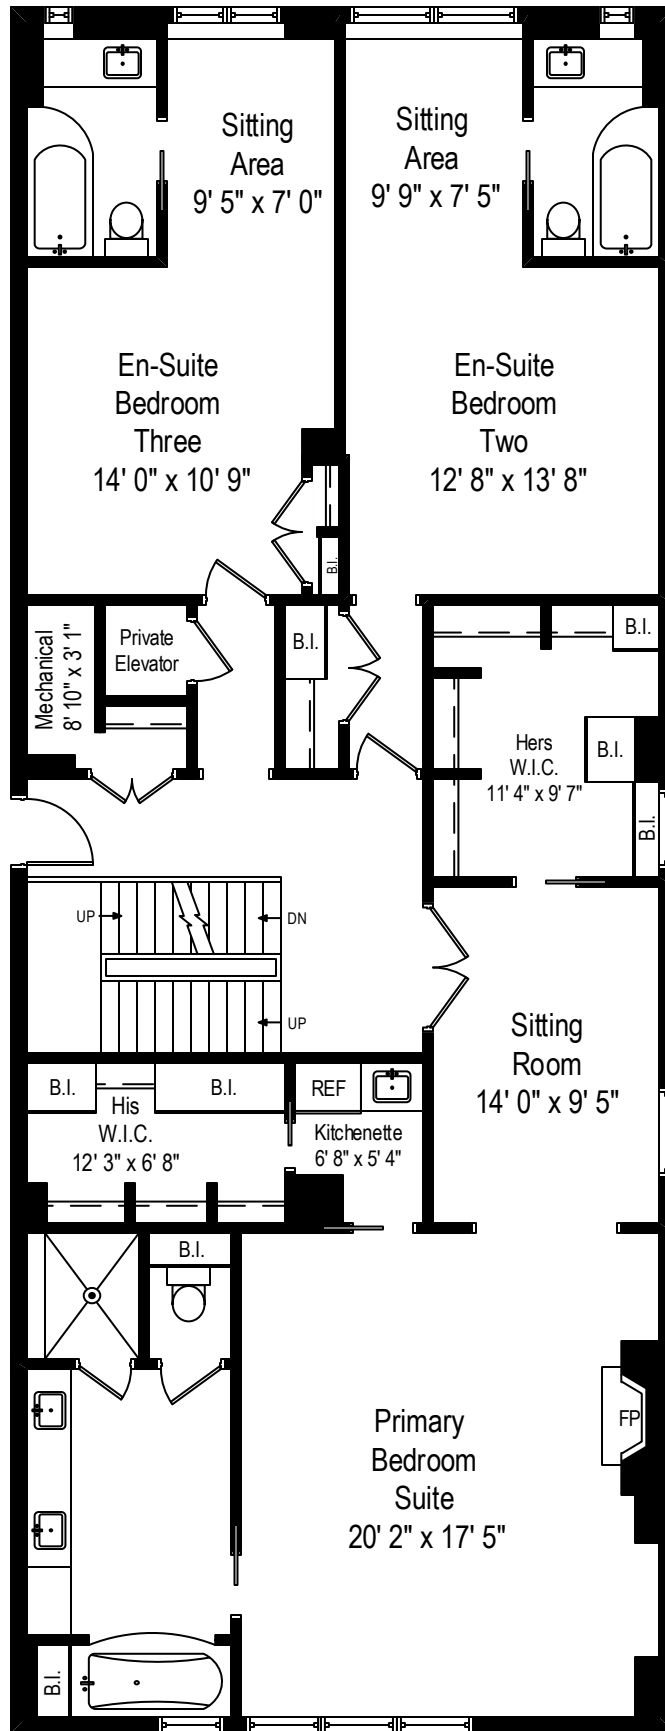 Sitting
Area
9' 5" x 7' 0"
Sitting
Area
9' 9" x 7' 5"
En-Suite
Bedroom
Three
14' 0" x 10' 9"
En-Suite
Bedroom
Two
12' 8" x 13' 8"
B.I.
Mechanical
8' 10" x 3' 1"
Private
Elevator
B.I.
B.I.
Hers
W.I.C.
11' 4" x 9' 7"
B.I.
B.I.
UP
DN
UP
Sitting
Room
14' 0" x 9' 5"
B.I.
B.I.
His
W.I.C.
12' 3" x 6' 8"
REF
Kitchenette
6' 8" x 5' 4"
B.I.
Primary
Bedroom
Suite
20' 2" x 17' 5"
FP
B.I.